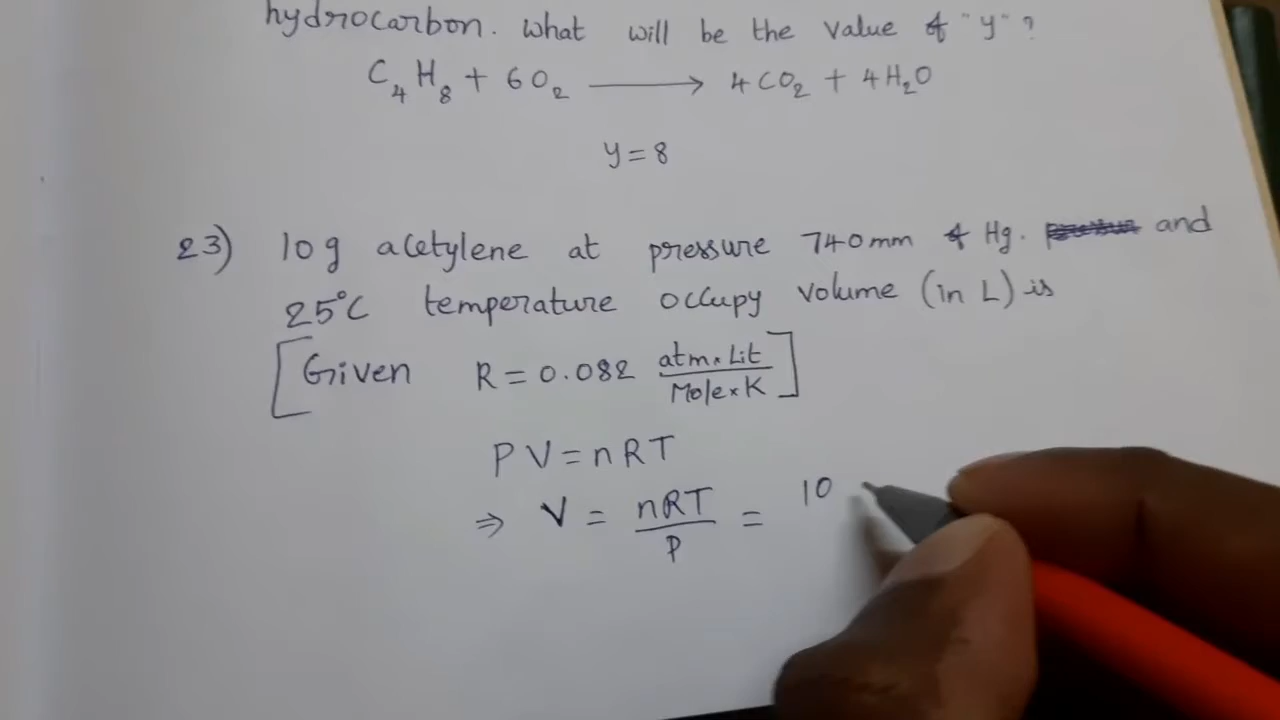 hydrocarbon. What will be the value of "y"?
C₄H₈ + 6O₂ ⟶ 4CO₂ + 4H₂O
y = 8
23) 10g acetylene at pressure 740mm of Hg. and
25°C temperature occupy volume (in L) is
[Given R = 0.082 atm.Lit / Mole×K]
PV = nRT
⇒ V = nRT / P = 10